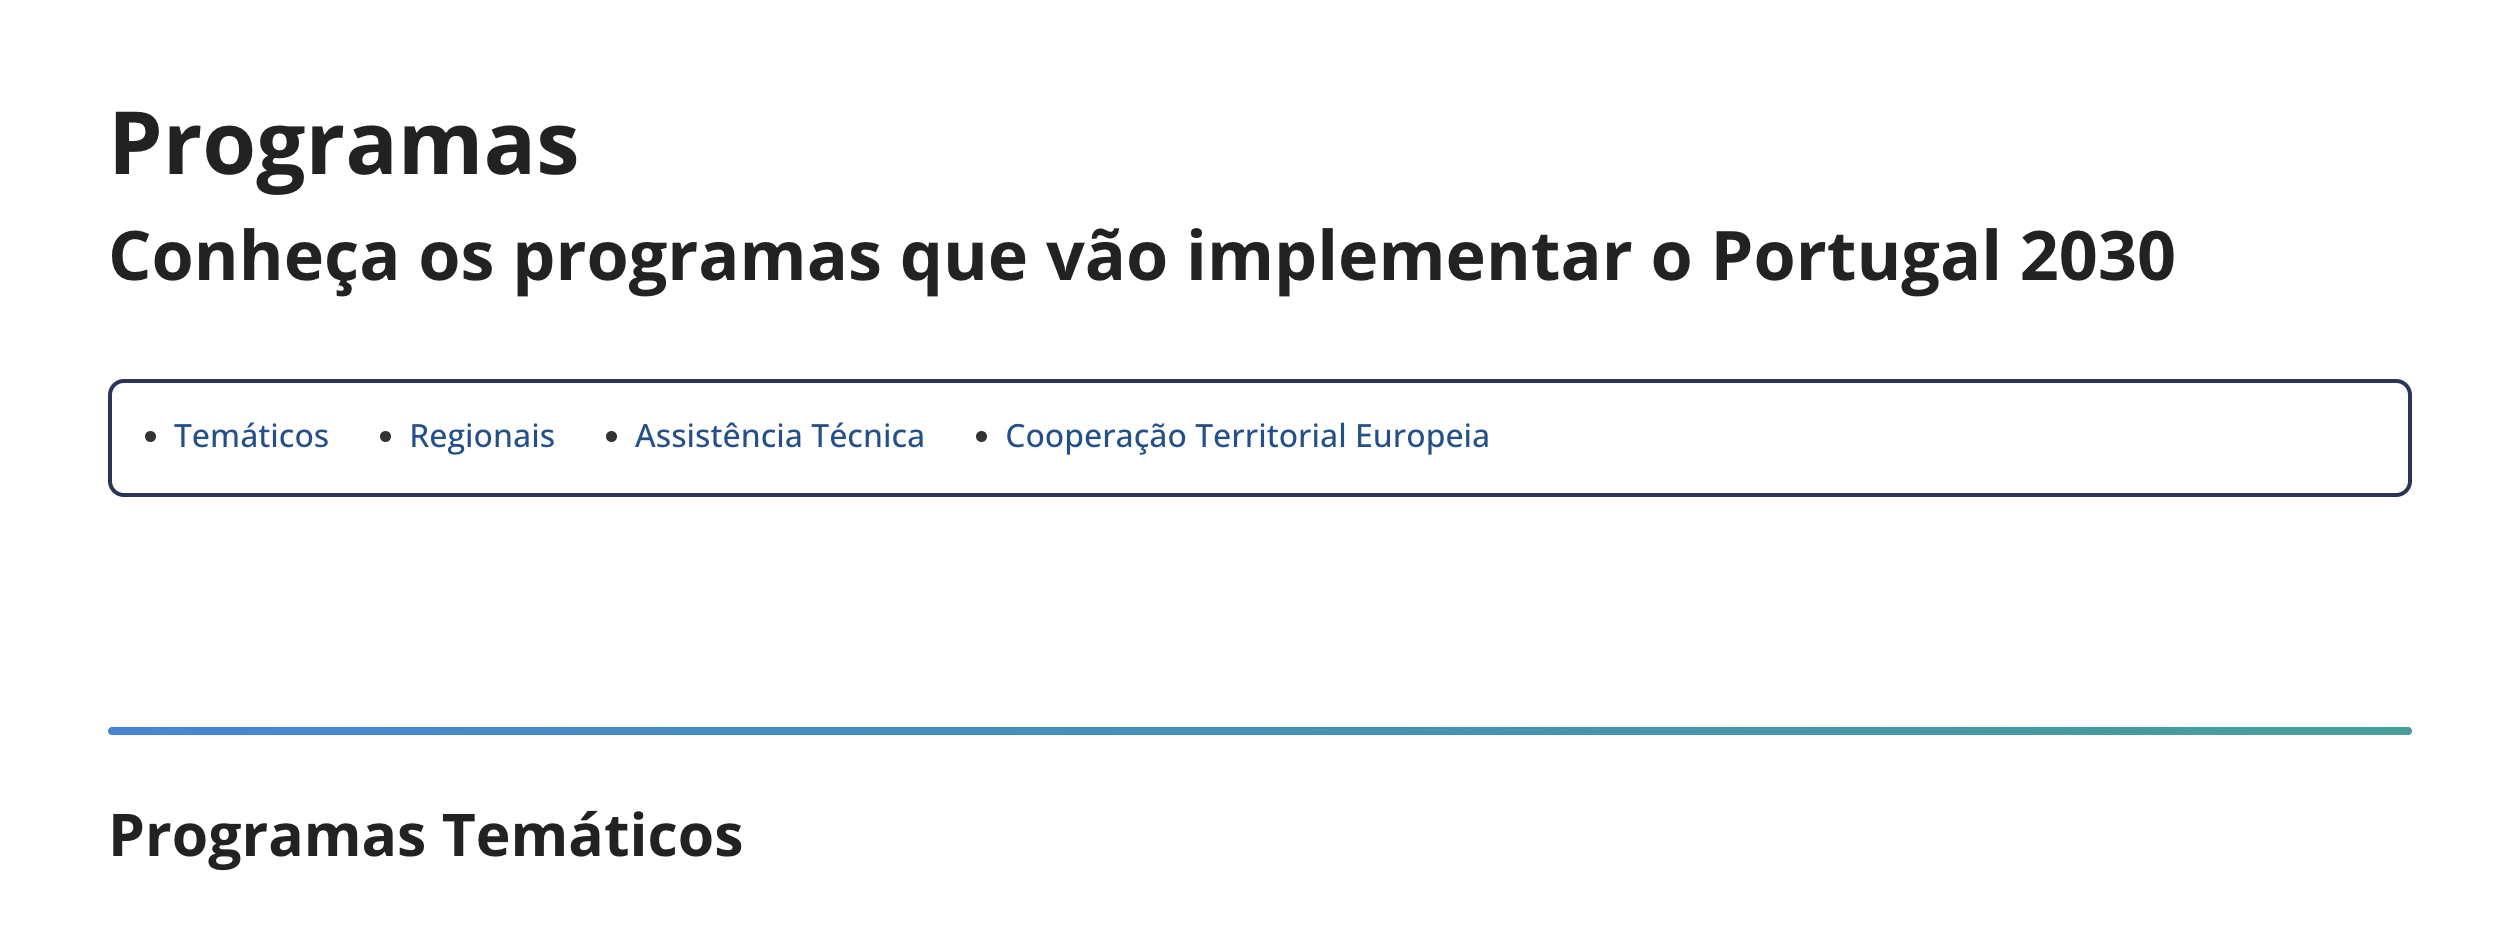 Programas
Conheça os programas que vão implementar o Portugal 2030
• Temáticos • Regionais • Assistência Técnica • Cooperação Territorial Europeia
Programas Temáticos